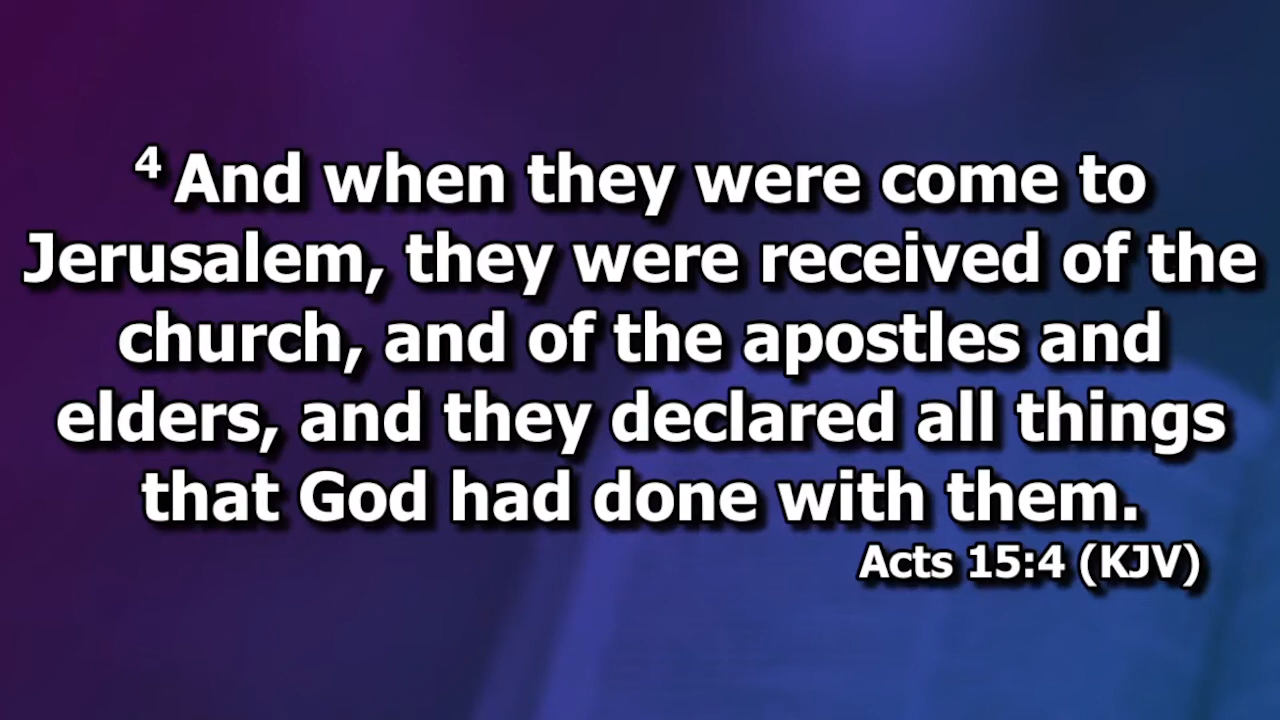 ⁴ And when they were come to
Jerusalem, they were received of the
church, and of the apostles and
elders, and they declared all things
that God had done with them.
Acts 15:4 (KJV)